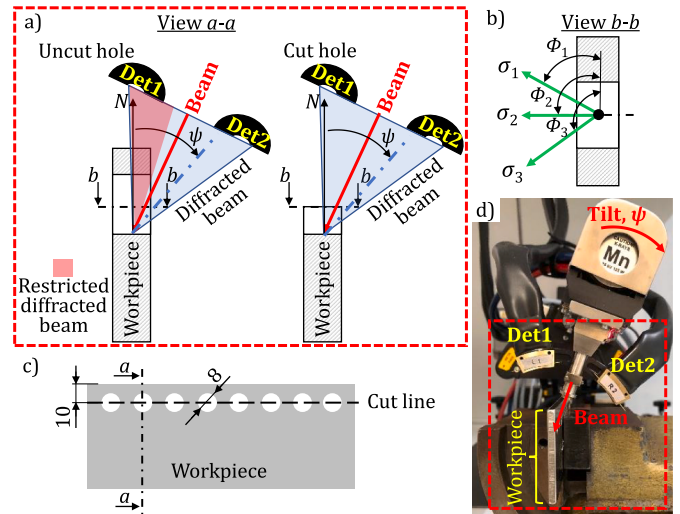 a)
View a-a
Uncut hole
Cut hole
Det1
Beam
Det2
N
ψ
b
b
Diffracted
beam
Workpiece
Restricted
diffracted
beam
Det1
Beam
Det2
N
ψ
b
b
Diffracted
beam
Workpiece
b)
View b-b
Φ1
σ1
Φ2
σ2
Φ3
σ3
c)
a
8
10
Cut line
Workpiece
a
d)
Tilt, ψ
Mn
Det1
L1
Det2
R2
Beam
Workpiece